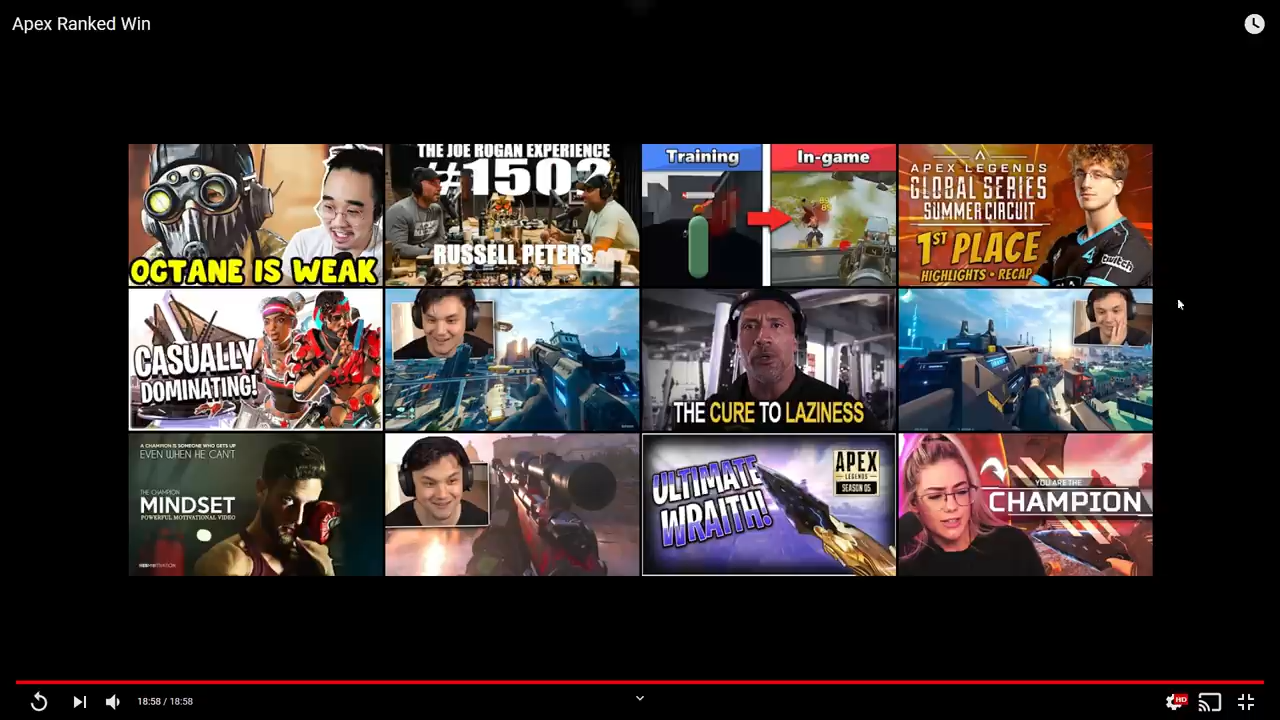 Apex Ranked Win
OCTANE IS WEAK
THE JOE ROGAN EXPERIENCE
#1502
RUSSELL PETERS
Training
In-game
APEX LEGENDS
GLOBAL SERIES
SUMMER CIRCUIT
1ST PLACE
HIGHLIGHTS • RECAP
twitch
CASUALLY
DOMINATING!
THE CURE TO LAZINESS
A CHAMPION IS SOMEONE WHO GETS UP
EVEN WHEN HE CAN'T
THE CHAMPION
MINDSET
POWERFUL MOTIVATIONAL VIDEO
ULTIMATE
WRAITH!
APEX
LEGENDS
SEASON 05
YOU ARE THE
CHAMPION
18:58 / 18:58
HD